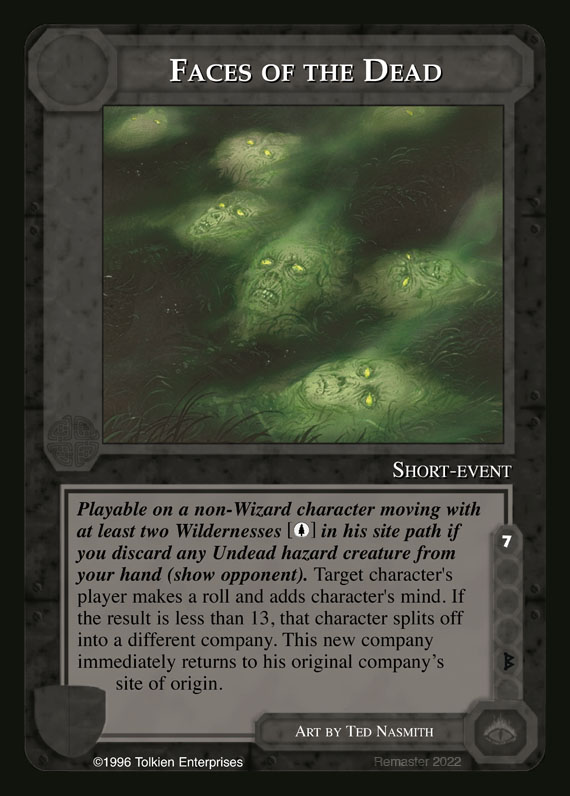 FACES OF THE DEAD
SHORT-EVENT
Playable on a non-Wizard character moving with
at least two Wildernesses [ ] in his site path if
you discard any Undead hazard creature from
your hand (show opponent). Target character's
player makes a roll and adds character's mind. If
the result is less than 13, that character splits off
into a different company. This new company
immediately returns to his original company's
site of origin.
7
ART BY TED NASMITH
©1996 Tolkien Enterprises
Remaster 2022